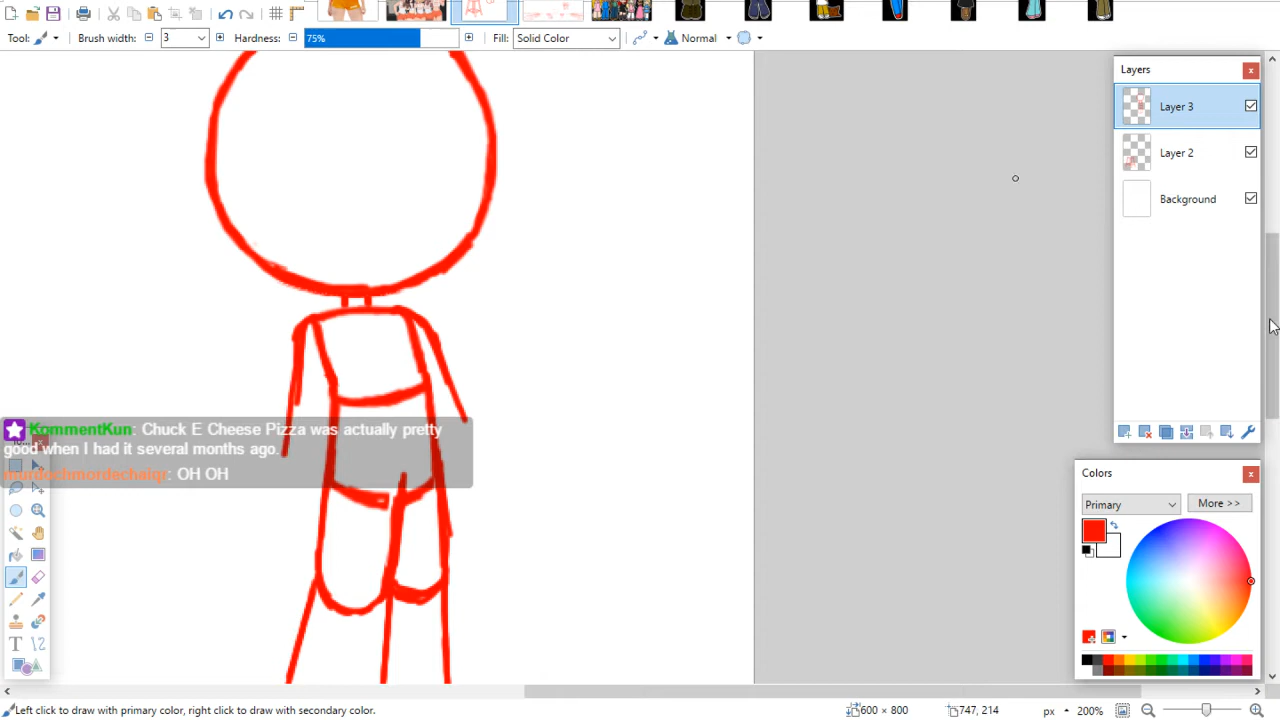 Tool:
Brush width:
3
Hardness:
75%
Fill:
Solid Color
Normal
Layers
Layer 3
Layer 2
Background
KommentKun: Chuck E Cheese Pizza was actually pretty
good when I had it several months ago.
murdochmordechaiqr: OH OH
Colors
Primary
More >>
Left click to draw with primary color, right click to draw with secondary color.
600 × 800
747, 214
px
200%